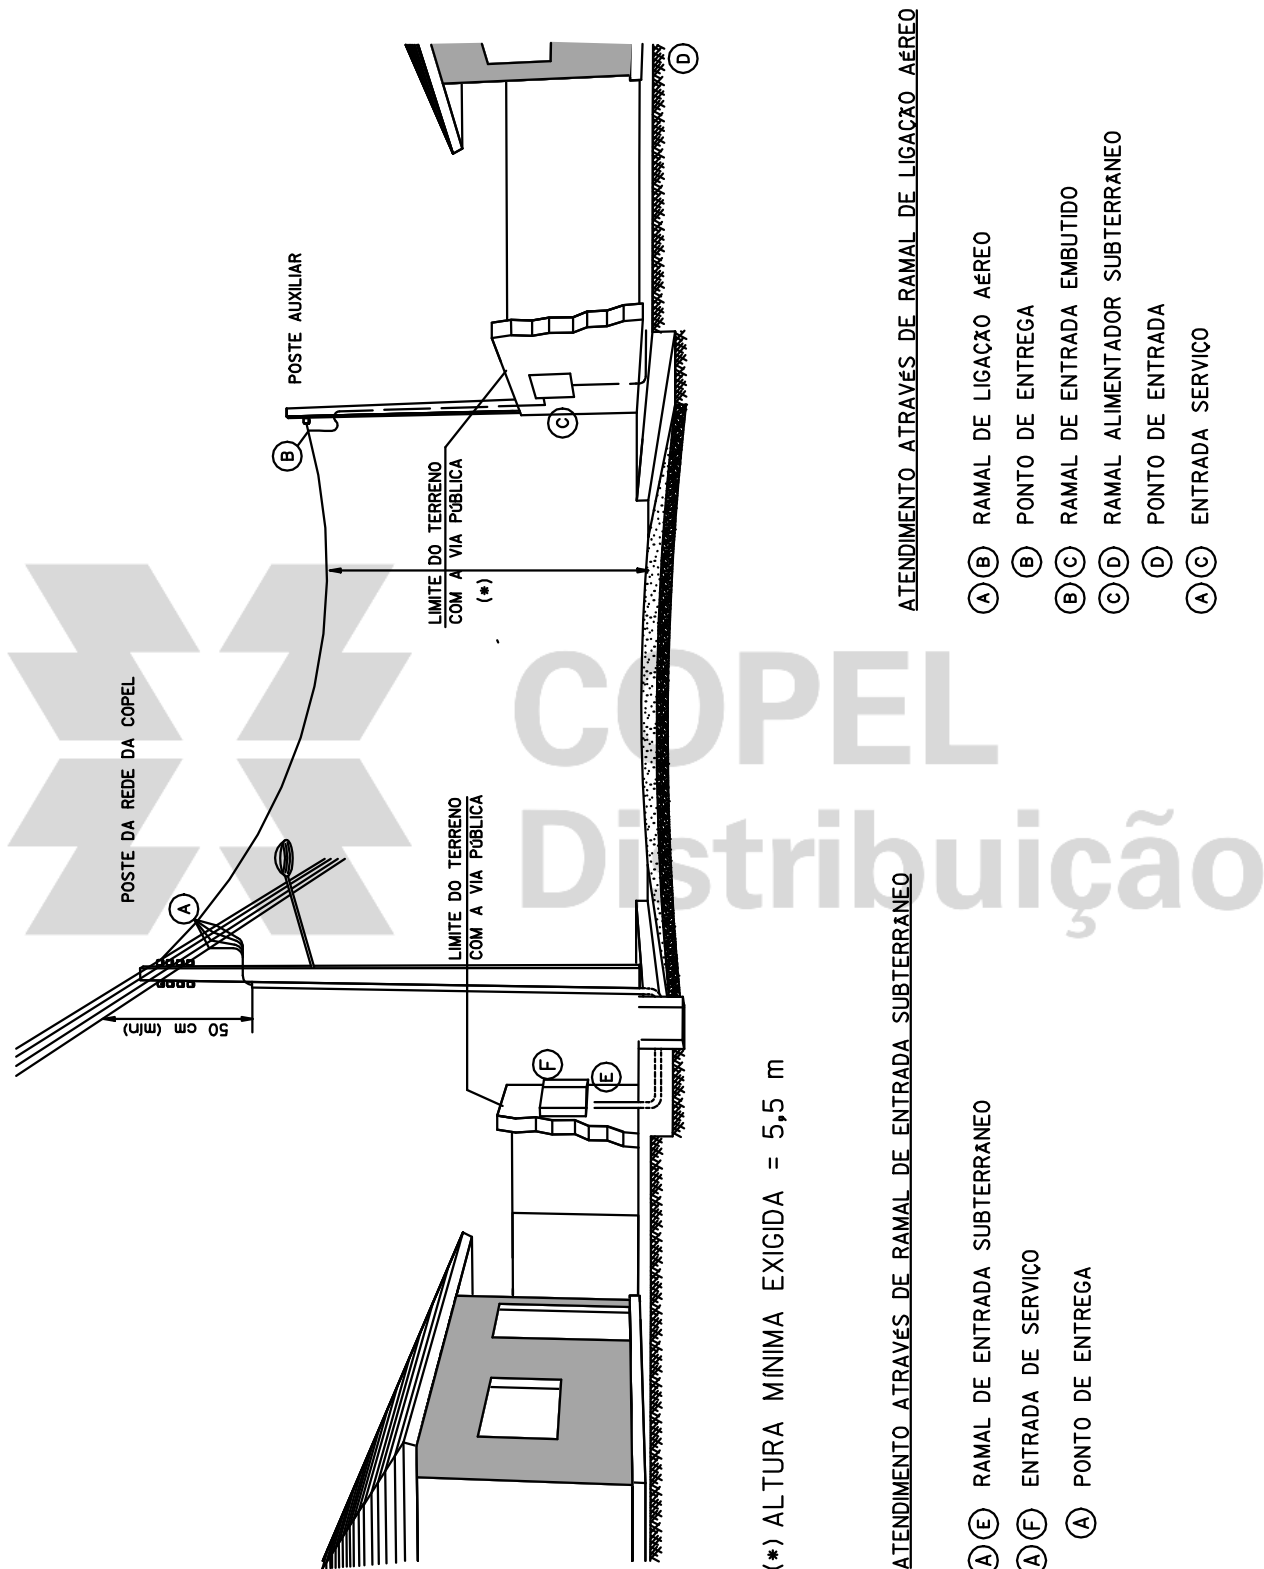 POSTE DA REDE DA COPEL
A
50 cm (mín)
POSTE AUXILIAR
B
LIMITE DO TERRENO
COM A VIA PÚBLICA
(*)
LIMITE DO TERRENO
COM A VIA PÚBLICA
F
E
C
D
COPEL
Distribuição
(*) ALTURA MÍNIMA EXIGIDA = 5,5 m
ATENDIMENTO ATRAVÉS DE RAMAL DE ENTRADA SUBTERRÂNEO
A E RAMAL DE ENTRADA SUBTERRÂNEO
A F ENTRADA DE SERVIÇO
A PONTO DE ENTREGA
ATENDIMENTO ATRAVÉS DE RAMAL DE LIGAÇÃO AÉREO
A B RAMAL DE LIGAÇÃO AÉREO
B PONTO DE ENTREGA
B C RAMAL DE ENTRADA EMBUTIDO
C D RAMAL ALIMENTADOR SUBTERRÂNEO
D PONTO DE ENTRADA
A C ENTRADA SERVIÇO